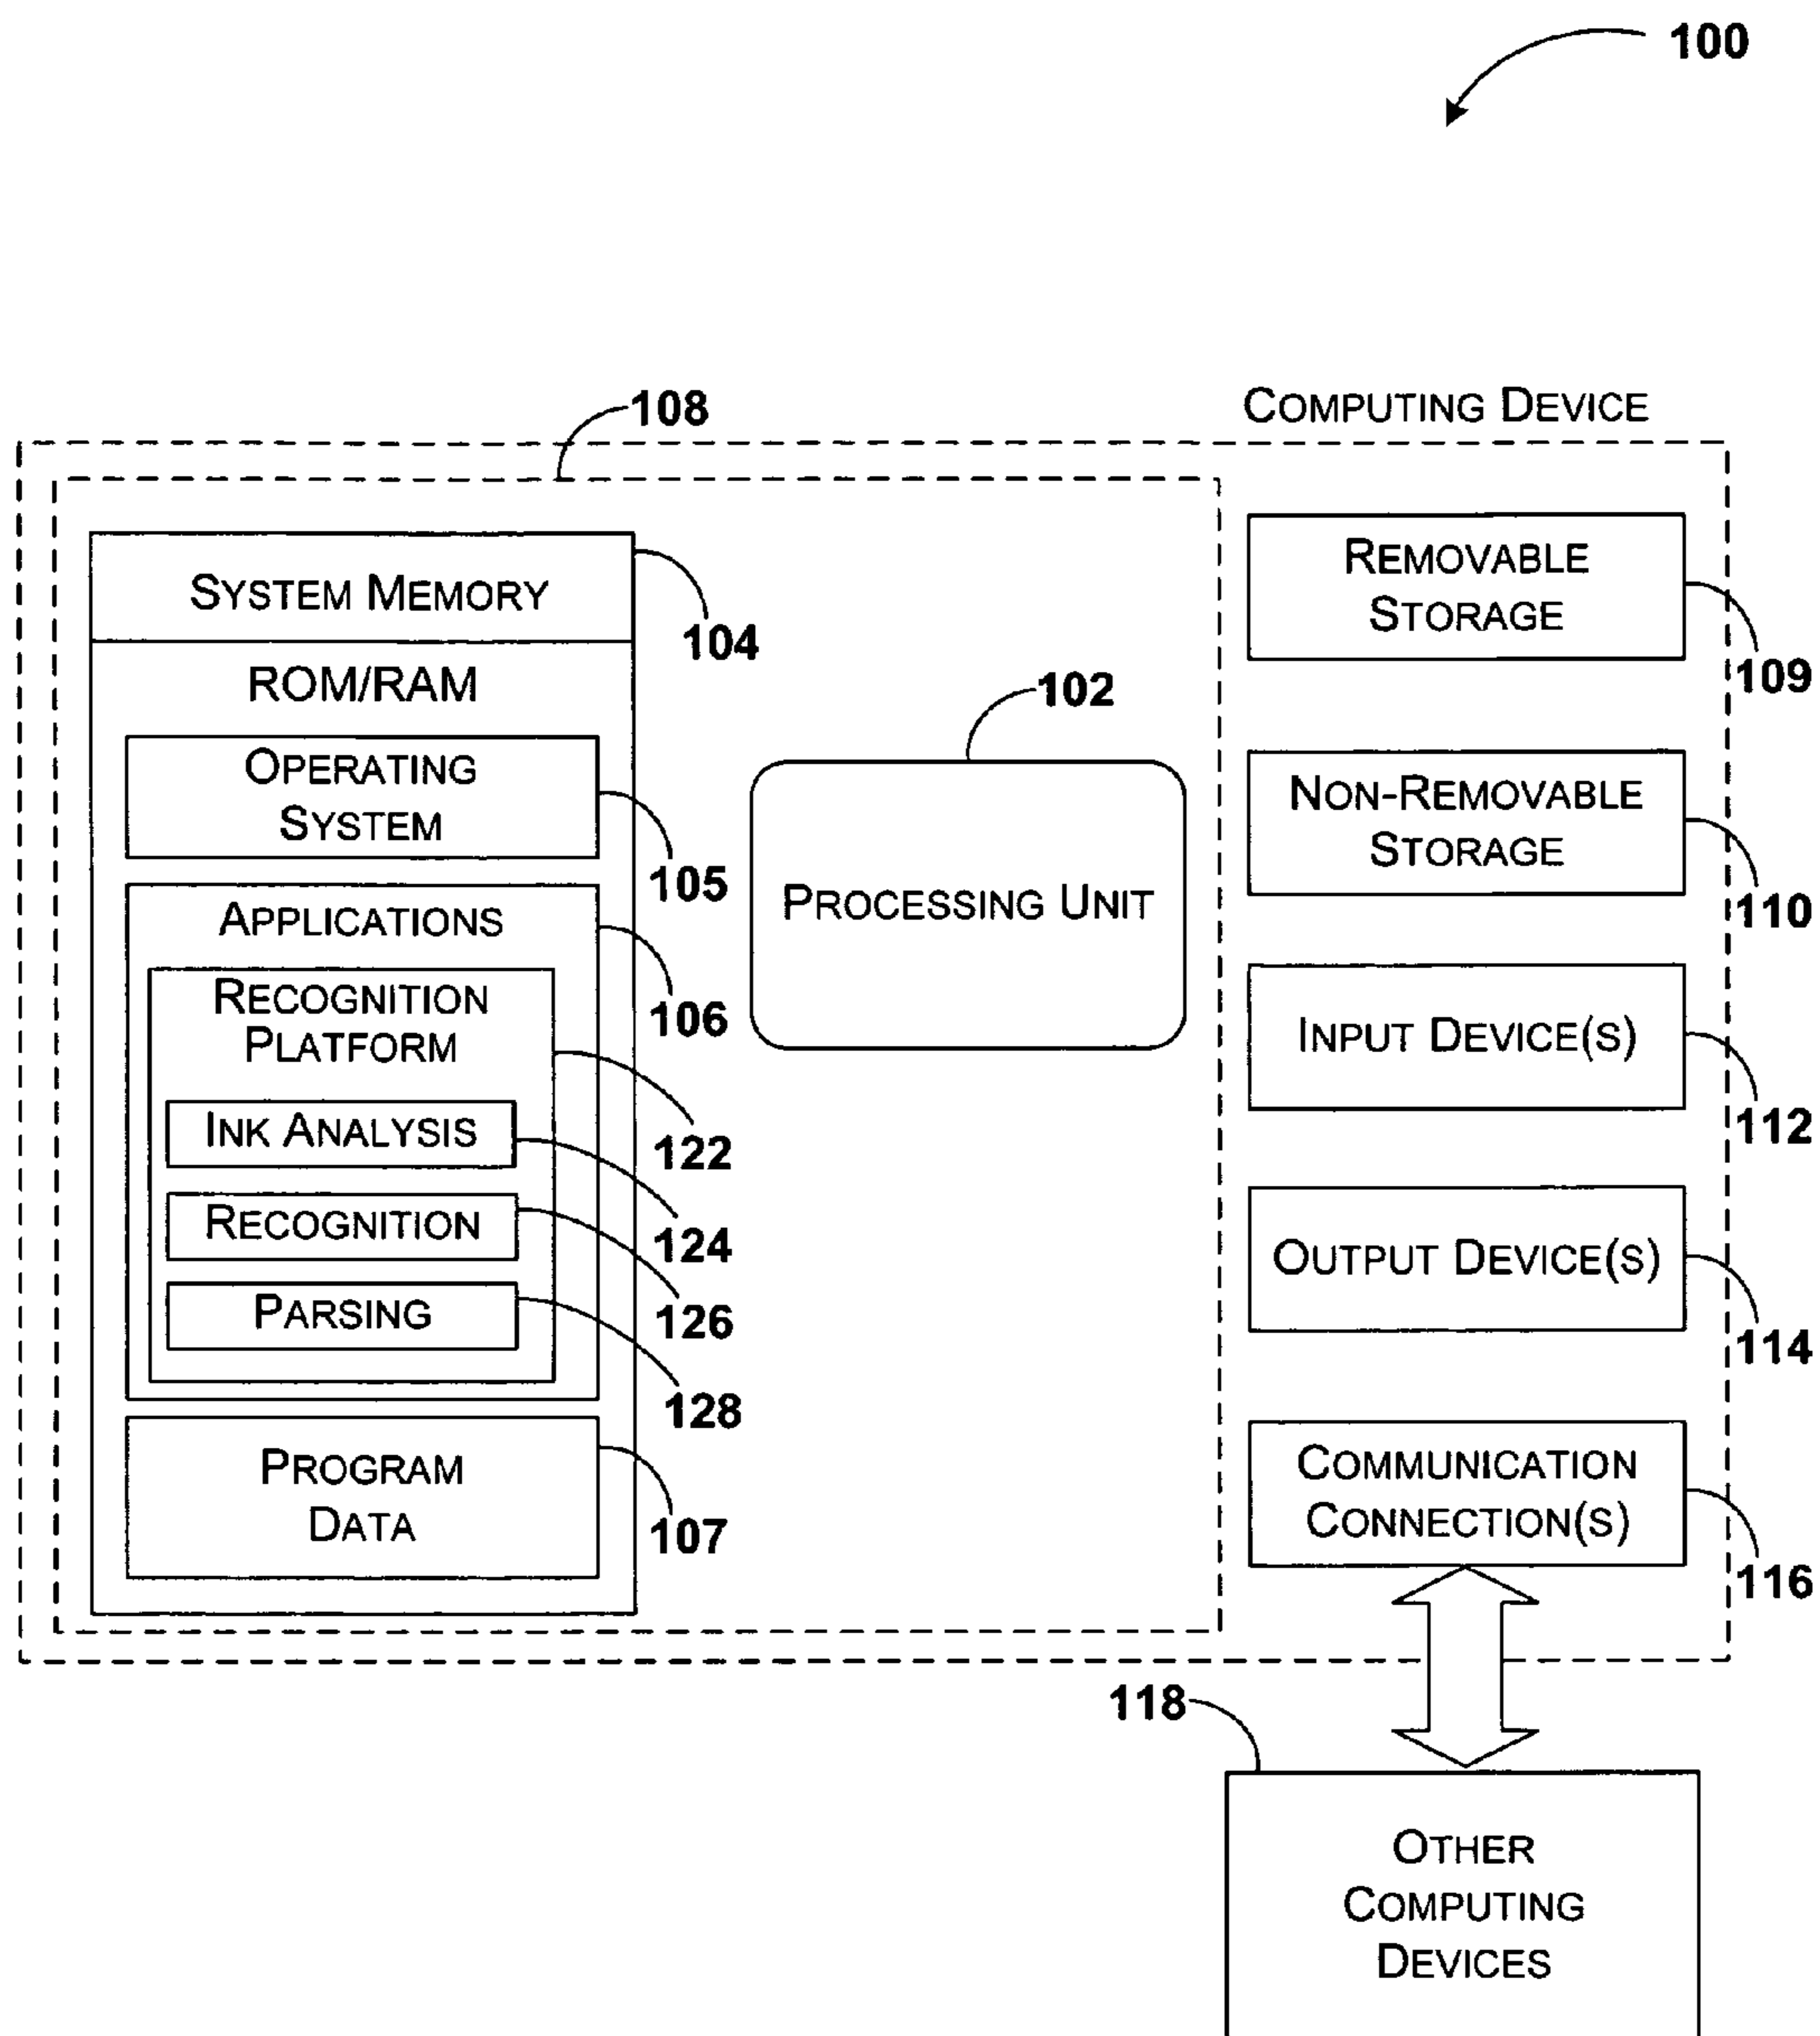 100
108
COMPUTING DEVICE
SYSTEM MEMORY
104
ROM/RAM
OPERATING
SYSTEM
105
APPLICATIONS
106
RECOGNITION
PLATFORM
122
INK ANALYSIS
124
RECOGNITION
126
PARSING
128
PROGRAM
DATA
107
102
PROCESSING UNIT
REMOVABLE
STORAGE
109
NON-REMOVABLE
STORAGE
110
INPUT DEVICE(S)
112
OUTPUT DEVICE(S)
114
COMMUNICATION
CONNECTION(S)
116
118
OTHER
COMPUTING
DEVICES